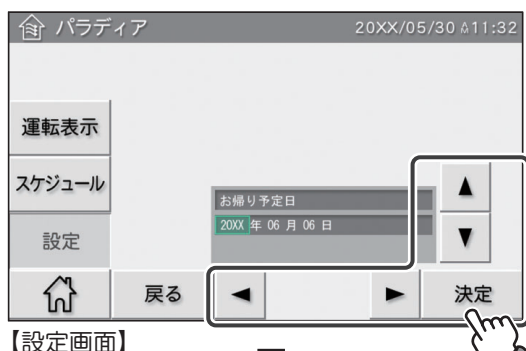 パラディア 20XX/05/30 11:32
運転表示
スケジュール
お帰り予定日
20XX 年 06 月 06 日
設定
戻る ◀ ▶ 決定
▲
▼
【設定画面】